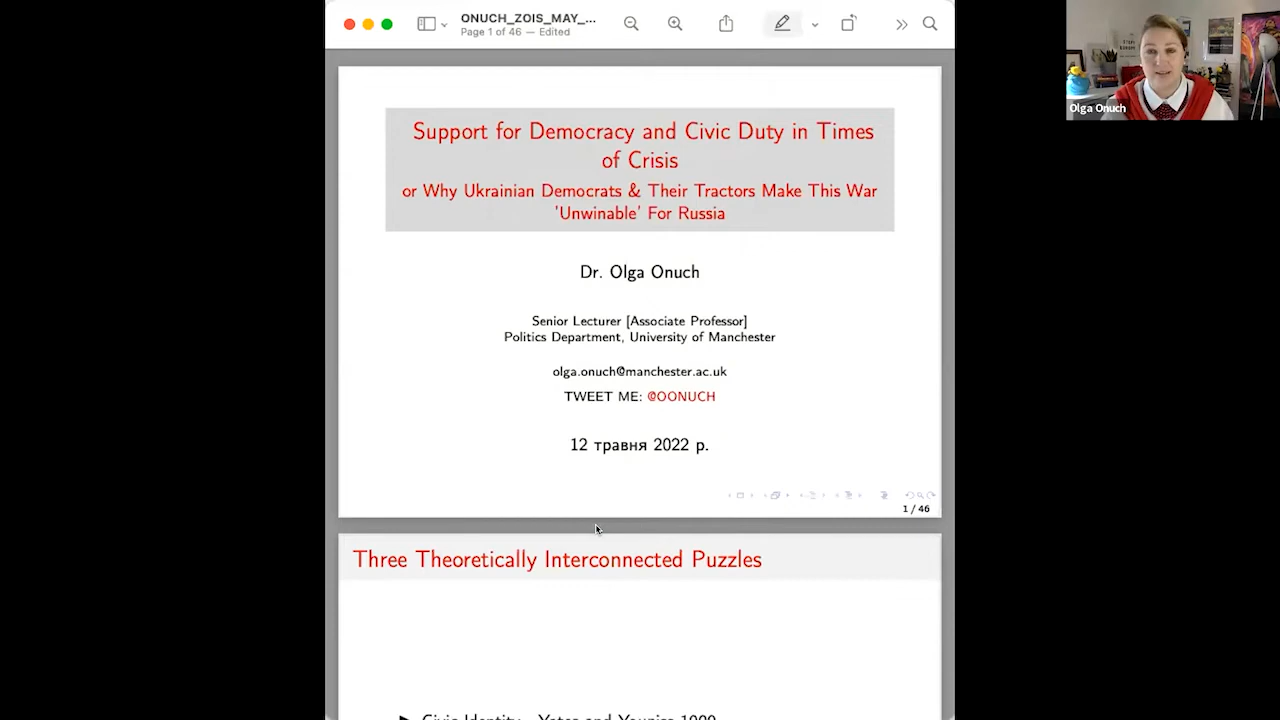 ONUCH_ZOIS_MAY_...
Page 1 of 46 — Edited
Olga Onuch
Support for Democracy and Civic Duty in Times
of Crisis
or Why Ukrainian Democrats & Their Tractors Make This War
'Unwinable' For Russia
Dr. Olga Onuch
Senior Lecturer [Associate Professor]
Politics Department, University of Manchester
olga.onuch@manchester.ac.uk
TWEET ME: @OONUCH
12 травня 2022 р.
1 / 46
Three Theoretically Interconnected Puzzles